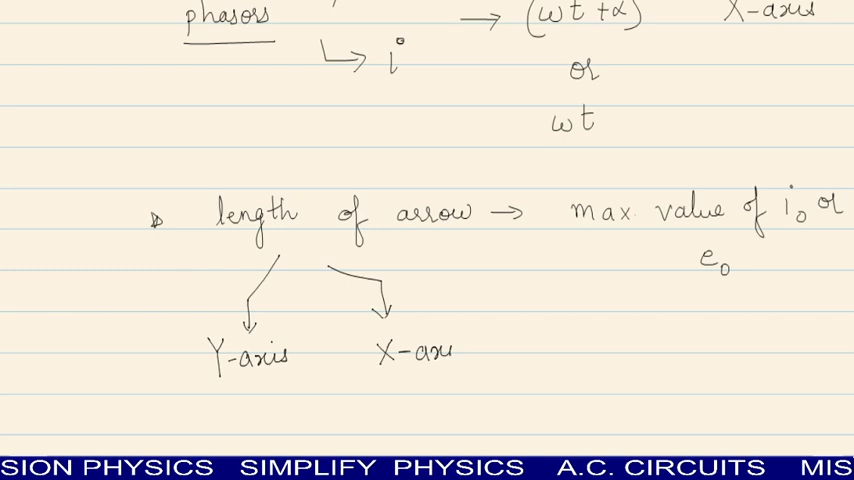 phasors → (ωt + α) X-axis
↳ i
or
ωt
length of arrow → max. value of i₀ or
e₀
Y-axis X-axi
SION PHYSICS SIMPLIFY PHYSICS A.C. CIRCUITS MIS